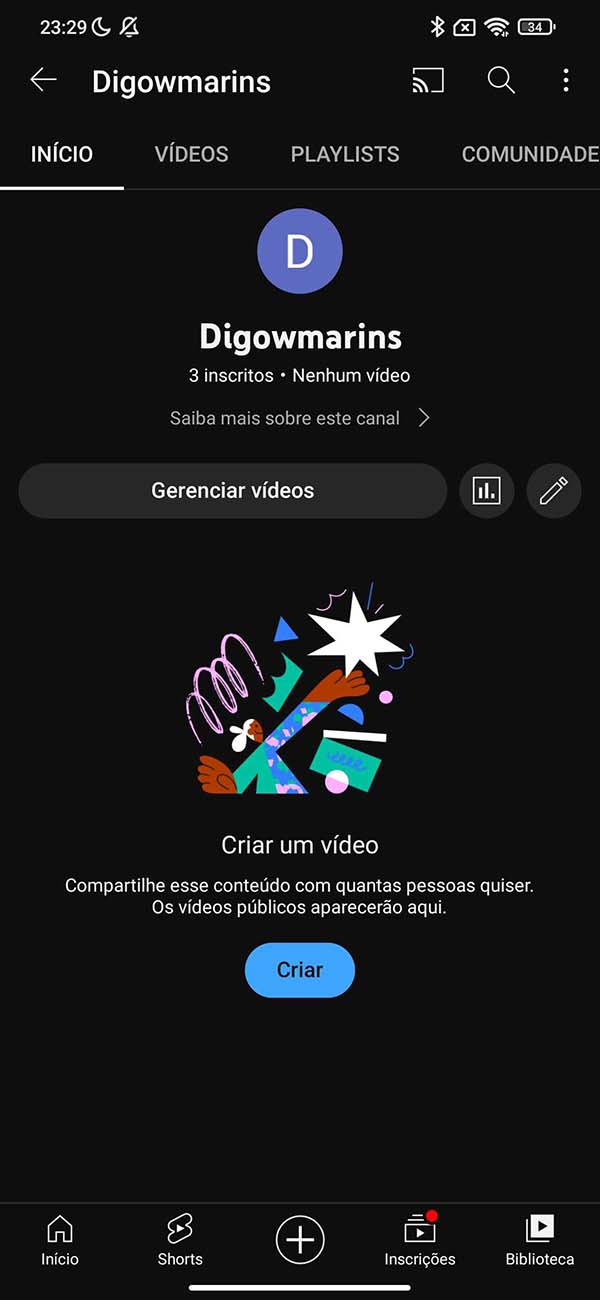 23:29
34
Digowmarins
INÍCIO VÍDEOS PLAYLISTS COMUNIDADE
D
Digowmarins
3 inscritos • Nenhum vídeo
Saiba mais sobre este canal
Gerenciar vídeos
Criar um vídeo
Compartilhe esse conteúdo com quantas pessoas quiser.
Os vídeos públicos aparecerão aqui.
Criar
Início Shorts Inscrições Biblioteca